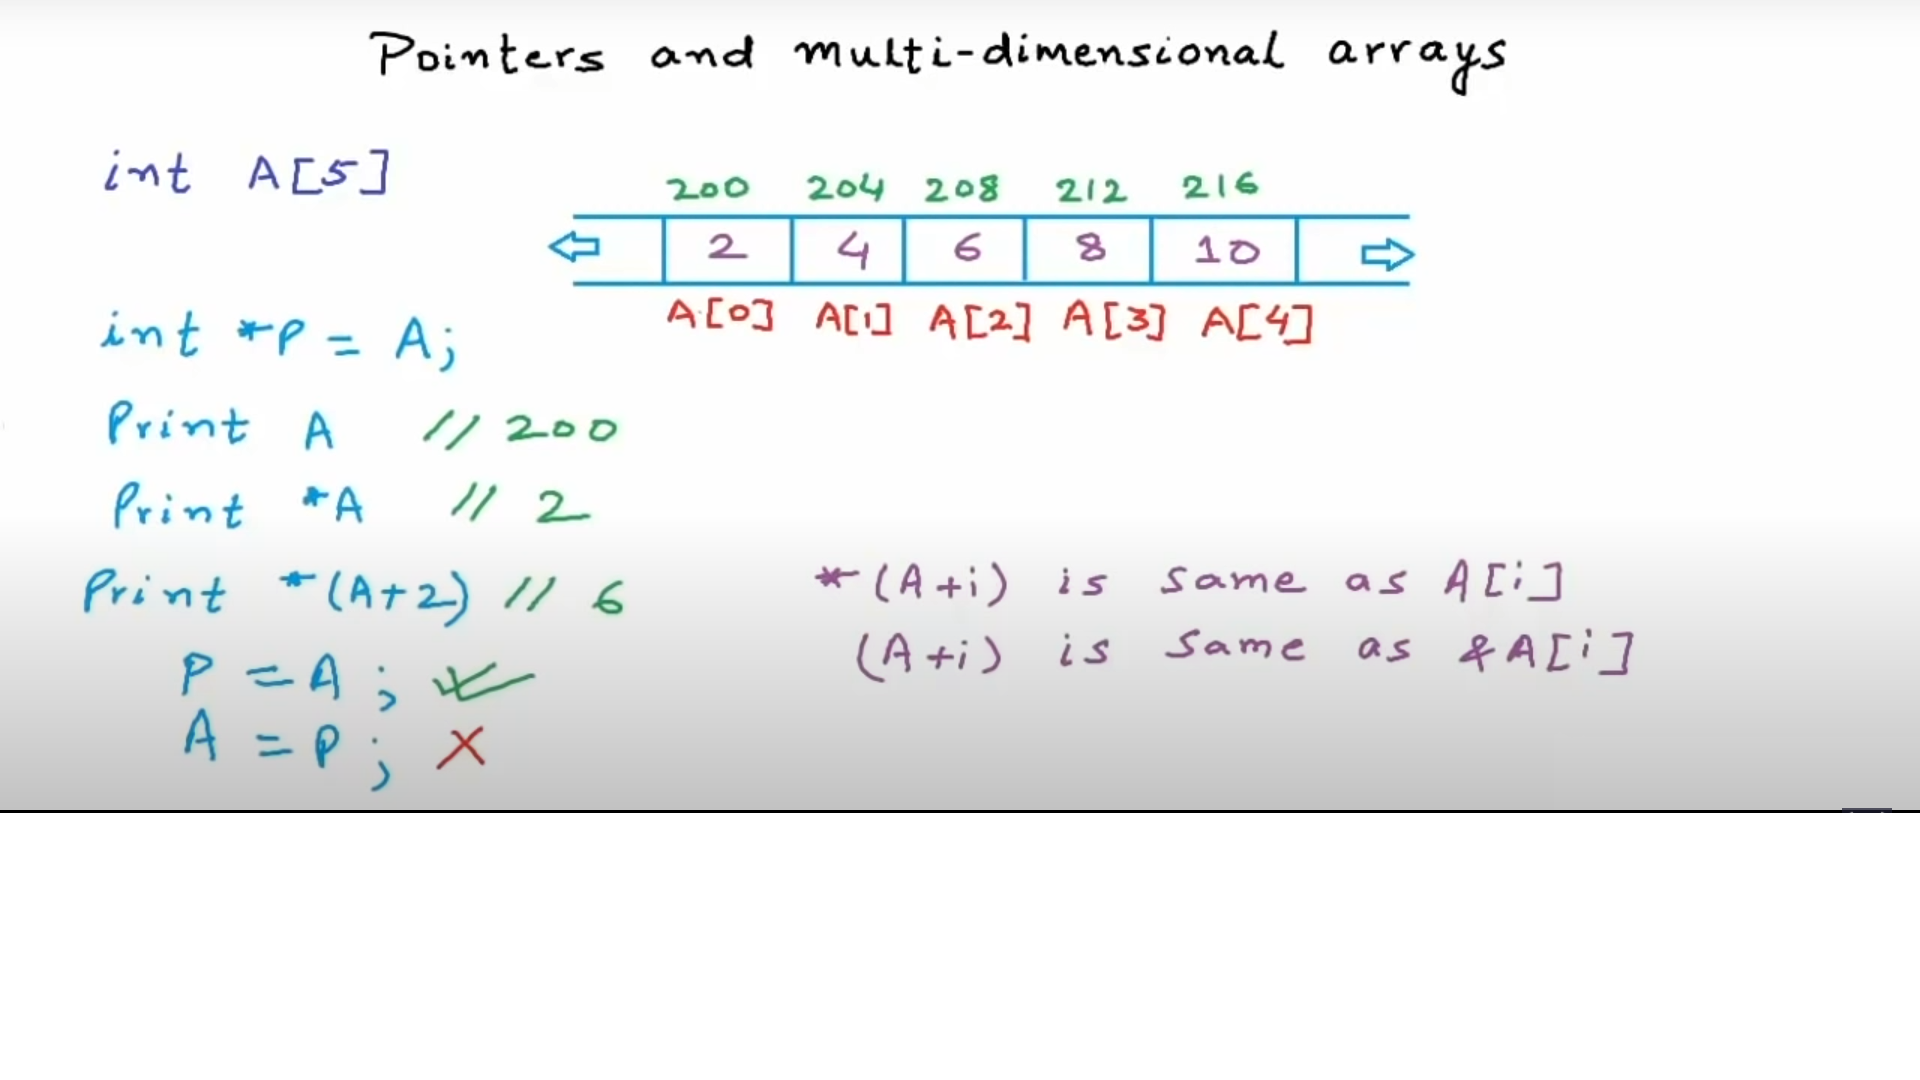 Pointers and multi-dimensional arrays
int A[5]
200 204 208 212 216
2 4 6 8 10
A[0] A[1] A[2] A[3] A[4]
int *P = A;
Print A // 200
Print *A // 2
Print *(A+2) // 6
P = A;
A = P;
*(A+i) is same as A[i]
(A+i) is same as &A[i]